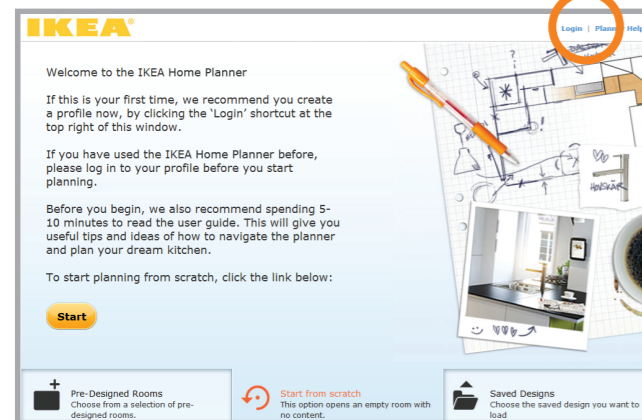 IKEA
Login | Planner Help
Welcome to the IKEA Home Planner
If this is your first time, we recommend you create
a profile now, by clicking the ‘Login’ shortcut at the
top right of this window.
If you have used the IKEA Home Planner before,
please log in to your profile before you start
planning.
Before you begin, we also recommend spending 5-
10 minutes to read the user guide. This will give you
useful tips and ideas of how to navigate the planner
and plan your dream kitchen.
To start planning from scratch, click the link below:
Start
?
!
Pre-Designed Rooms
Choose from a selection of pre-
designed rooms.
Start from scratch
This option opens an empty room with
no content.
Saved Designs
Choose the saved design you want to
load